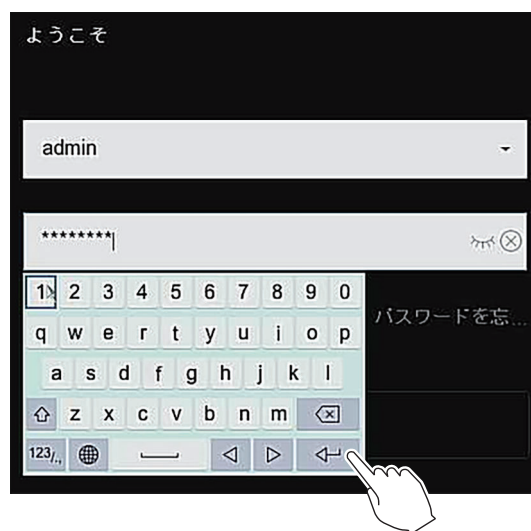 ようこそ
admin
********
1 2 3 4 5 6 7 8 9 0
q w e r t y u i o p
パスワードを忘...
a s d f g h j k l
z x c v b n m
123/.,